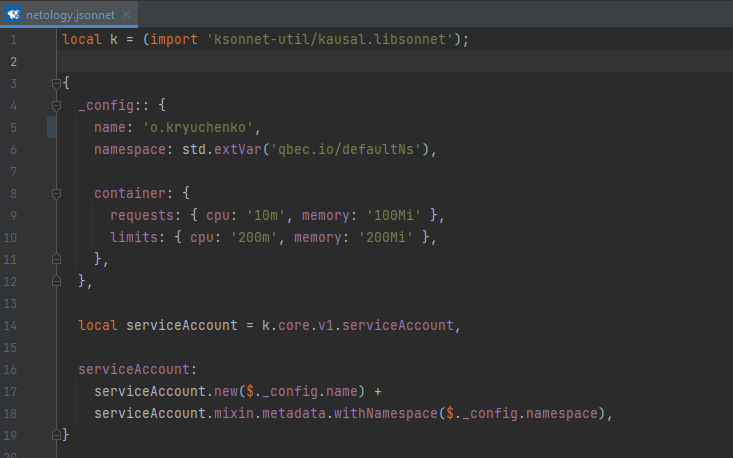 netology.jsonnet
1 local k = (import 'ksonnet-util/kausal.libsonnet');
2
3 {
4   _config:: {
5     name: 'o.kryuchenko',
6     namespace: std.extVar('qbec.io/defaultNs'),
7
8     container: {
9       requests: { cpu: '10m', memory: '100Mi' },
10       limits: { cpu: '200m', memory: '200Mi' },
11     },
12   },
13
14   local serviceAccount = k.core.v1.serviceAccount,
15
16   serviceAccount:
17     serviceAccount.new($._config.name) +
18     serviceAccount.mixin.metadata.withNamespace($._config.namespace),
19 }
20